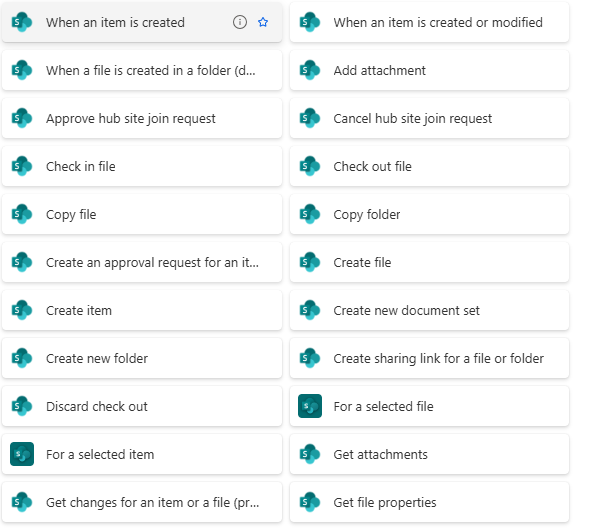 When an item is created
When an item is created or modified
When a file is created in a folder (d...
Add attachment
Approve hub site join request
Cancel hub site join request
Check in file
Check out file
Copy file
Copy folder
Create an approval request for an it...
Create file
Create item
Create new document set
Create new folder
Create sharing link for a file or folder
Discard check out
For a selected file
For a selected item
Get attachments
Get changes for an item or a file (pr...
Get file properties